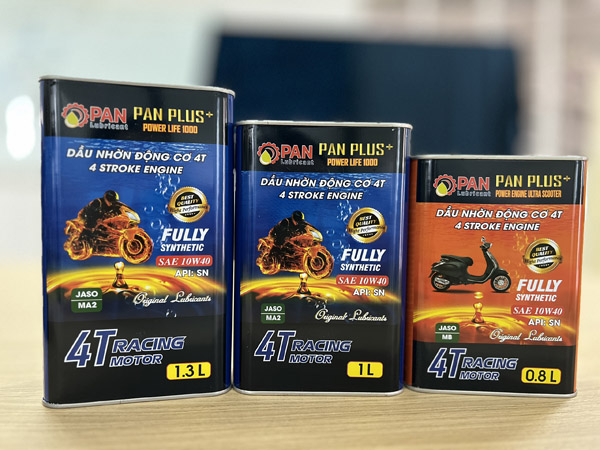 PAN
Lubricant
PAN PLUS+
POWER LIFE 1000
DẦU NHỜN ĐỘNG CƠ 4T
4 STROKE ENGINE
BEST QUALITY
FULLY
SYNTHETIC
SAE 10W40
API: SN
JASO
MA2
Original Lubricants
4T RACING
MOTOR
1.3 L
PAN
Lubricant
PAN PLUS+
POWER LIFE 1000
DẦU NHỜN ĐỘNG CƠ 4T
4 STROKE ENGINE
BEST QUALITY
FULLY
SYNTHETIC
SAE 10W40
API: SN
JASO
MA2
Original Lubricants
4T RACING
MOTOR
1 L
PAN
Lubricant
PAN PLUS+
POWER ENGINE ULTRA SCOOTER
DẦU NHỜN ĐỘNG CƠ 4T
4 STROKE ENGINE
BEST QUALITY
FULLY
SYNTHETIC
SAE 10W40
API: SN
JASO
MB
Original Lubricants
4T RACING
MOTOR
0.8 L